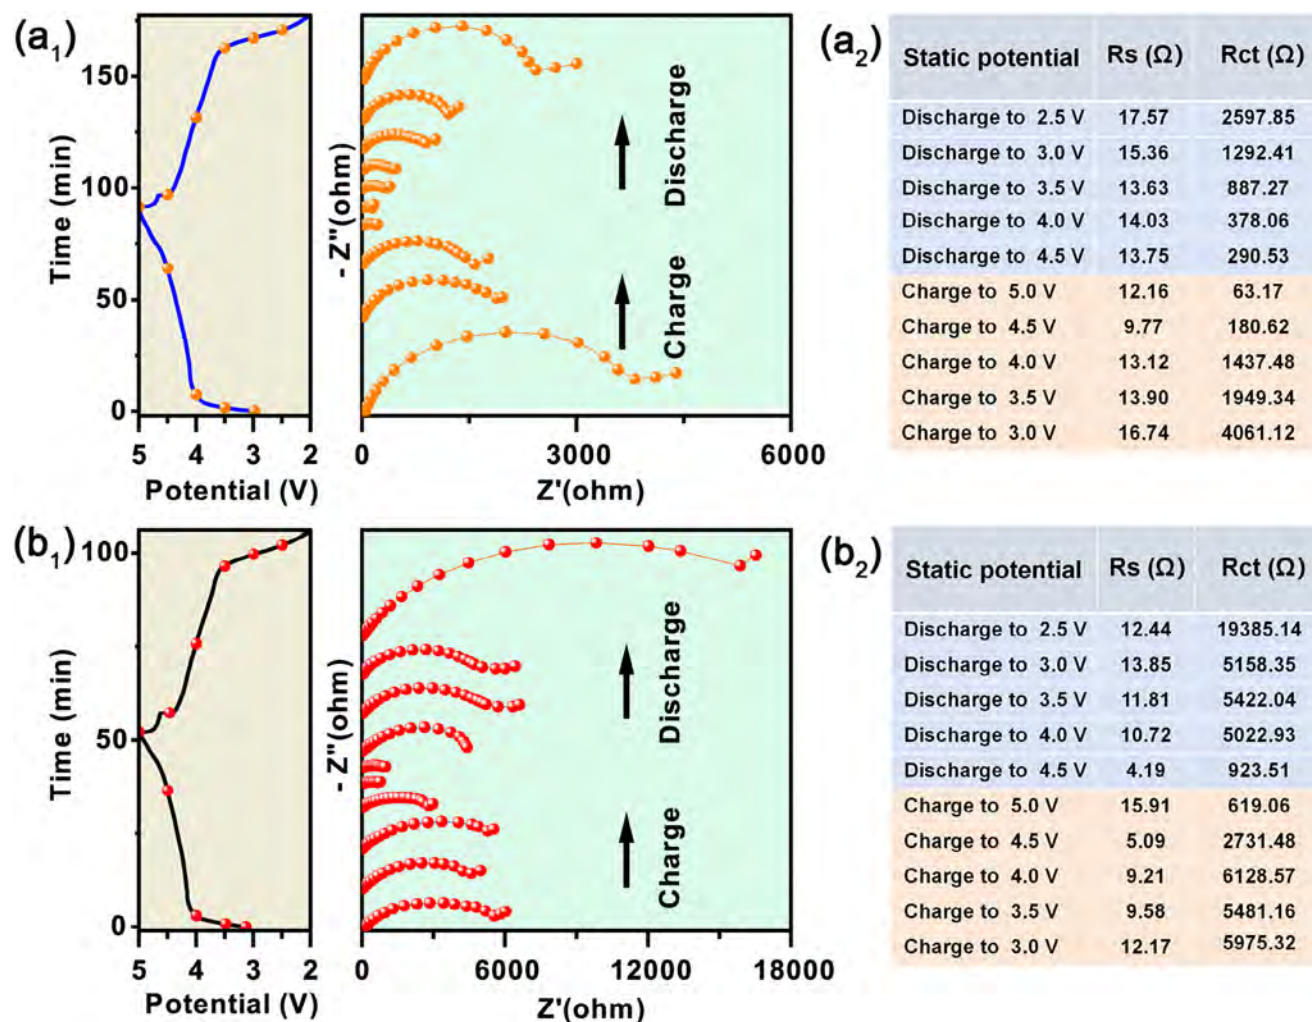 (a1)
Time (min)
150
100
50
0
5 4 3 2
Potential (V)
- Z"(ohm)
Discharge
Charge
0 3000 6000
Z'(ohm)
(a2)
Static potential Rs (Ω) Rct (Ω)
Discharge to 2.5 V 17.57 2597.85
Discharge to 3.0 V 15.36 1292.41
Discharge to 3.5 V 13.63 887.27
Discharge to 4.0 V 14.03 378.06
Discharge to 4.5 V 13.75 290.53
Charge to 5.0 V 12.16 63.17
Charge to 4.5 V 9.77 180.62
Charge to 4.0 V 13.12 1437.48
Charge to 3.5 V 13.90 1949.34
Charge to 3.0 V 16.74 4061.12
(b1)
Time (min)
100
50
0
5 4 3 2
Potential (V)
- Z"(ohm)
Discharge
Charge
0 6000 12000 18000
Z'(ohm)
(b2)
Static potential Rs (Ω) Rct (Ω)
Discharge to 2.5 V 12.44 19385.14
Discharge to 3.0 V 13.85 5158.35
Discharge to 3.5 V 11.81 5422.04
Discharge to 4.0 V 10.72 5022.93
Discharge to 4.5 V 4.19 923.51
Charge to 5.0 V 15.91 619.06
Charge to 4.5 V 5.09 2731.48
Charge to 4.0 V 9.21 6128.57
Charge to 3.5 V 9.58 5481.16
Charge to 3.0 V 12.17 5975.32